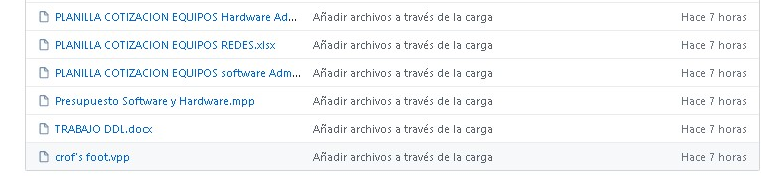 PLANILLA COTIZACION EQUIPOS Hardware Ad... Añadir archivos a través de la carga Hace 7 horas
PLANILLA COTIZACION EQUIPOS REDES.xlsx Añadir archivos a través de la carga Hace 7 horas
PLANILLA COTIZACION EQUIPOS software Adm... Añadir archivos a través de la carga Hace 7 horas
Presupuesto Software y Hardware.mpp Añadir archivos a través de la carga Hace 7 horas
TRABAJO DDL.docx Añadir archivos a través de la carga Hace 7 horas
crof's foot.vpp Añadir archivos a través de la carga Hace 7 horas